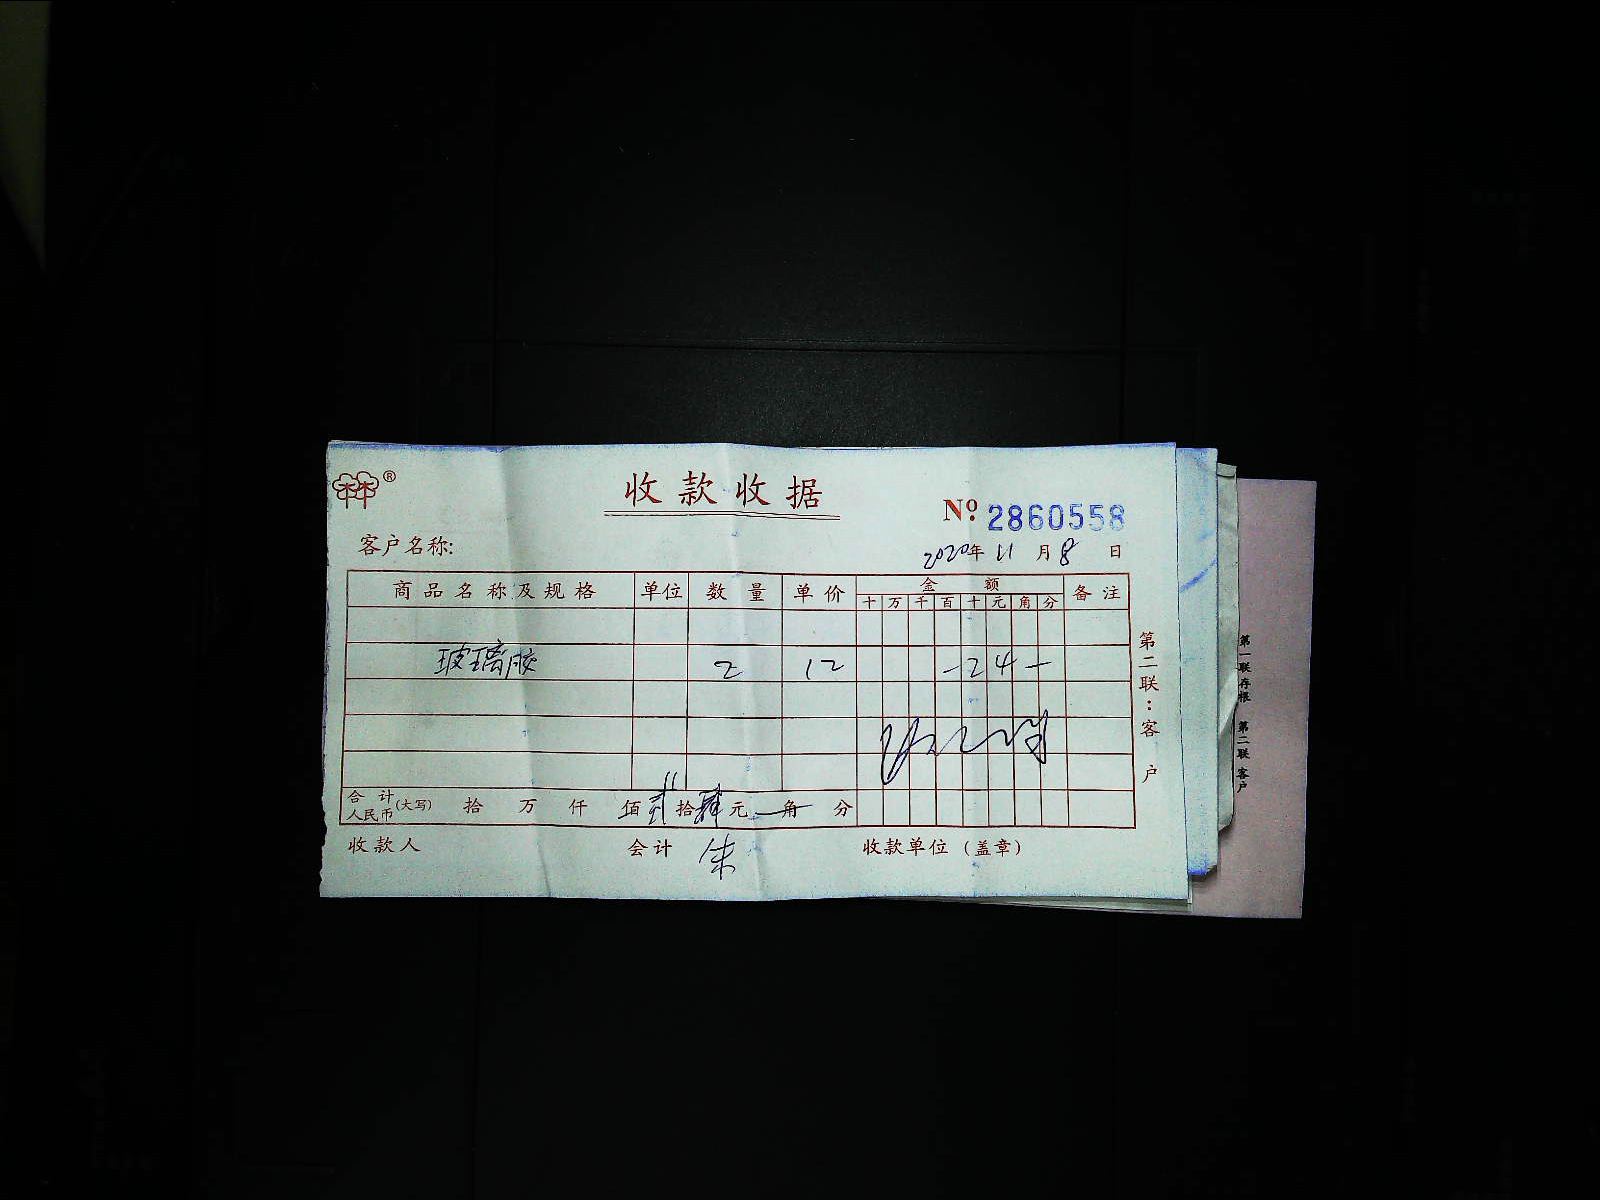 林林®
收款收据
Nº 2860558
客户名称:
2020年 11 月 8 日
商品名称及规格 单位 数量 单价 金额 备注
十 万 千 百 十 元 角 分
玻璃胶 2 12 -24-
合计人民币(大写) 拾 万 仟 佰 贰 拾 肆 元 角 分
收款人 会计 朱 收款单位(盖章)
第二联:客户
第一联存根 第二联客户